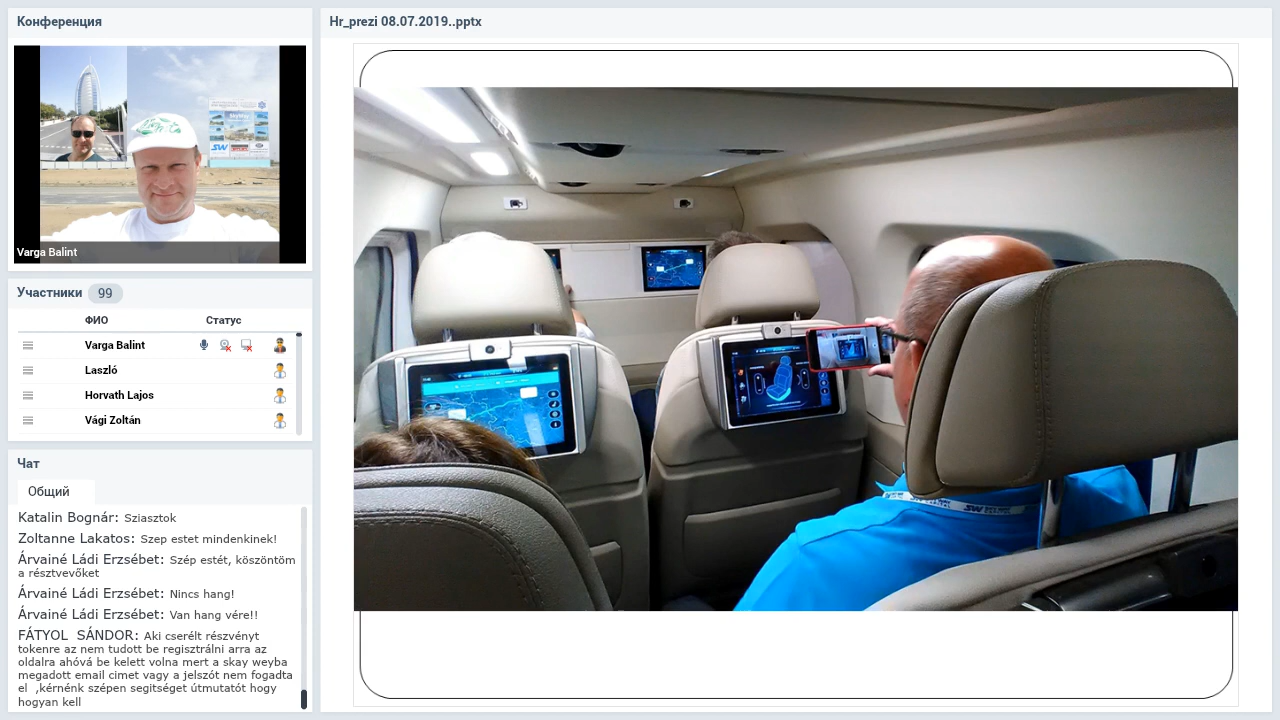 Конференция
Varga Balint
Участники 99
ФИО Статус
Varga Balint
Laszló
Horvath Lajos
Vági Zoltán
Чат
Общий
Katalin Bognár: Sziasztok
Zoltanne Lakatos: Szep estet mindenkinek!
Árvainé Ládi Erzsébet: Szép estét, köszöntöm
a résztvevőket
Árvainé Ládi Erzsébet: Nincs hang!
Árvainé Ládi Erzsébet: Van hang vére!!
FÁTYOL SÁNDOR: Aki cserélt részvényt
tokenre az nem tudott be regisztrálni arra az
oldalra ahóvá be kelett volna mert a skay weyba
megadott email cimet vagy a jelszót nem fogadta
el ,kérnénk szépen segitséget útmutatót hogy
hogyan kell
Hr_prezi 08.07.2019..pptx
SkyWay
SW
SW